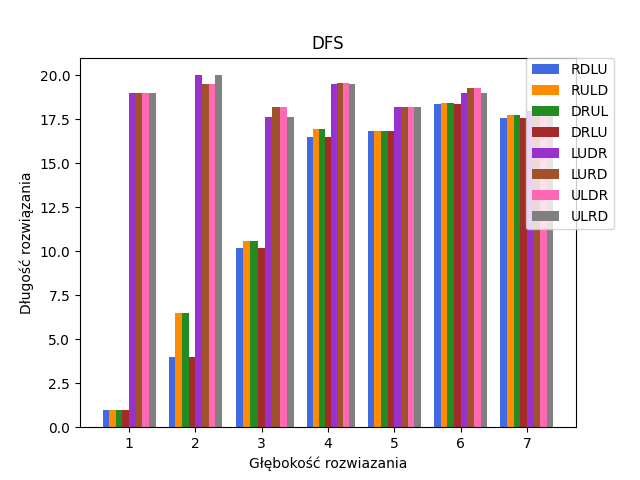 DFS
Długość rozwiązania
20.0
17.5
15.0
12.5
10.0
7.5
5.0
2.5
0.0
1 2 3 4 5 6 7
Głębokość rozwiazania
RDLU
RULD
DRUL
DRLU
LUDR
LURD
ULDR
ULRD